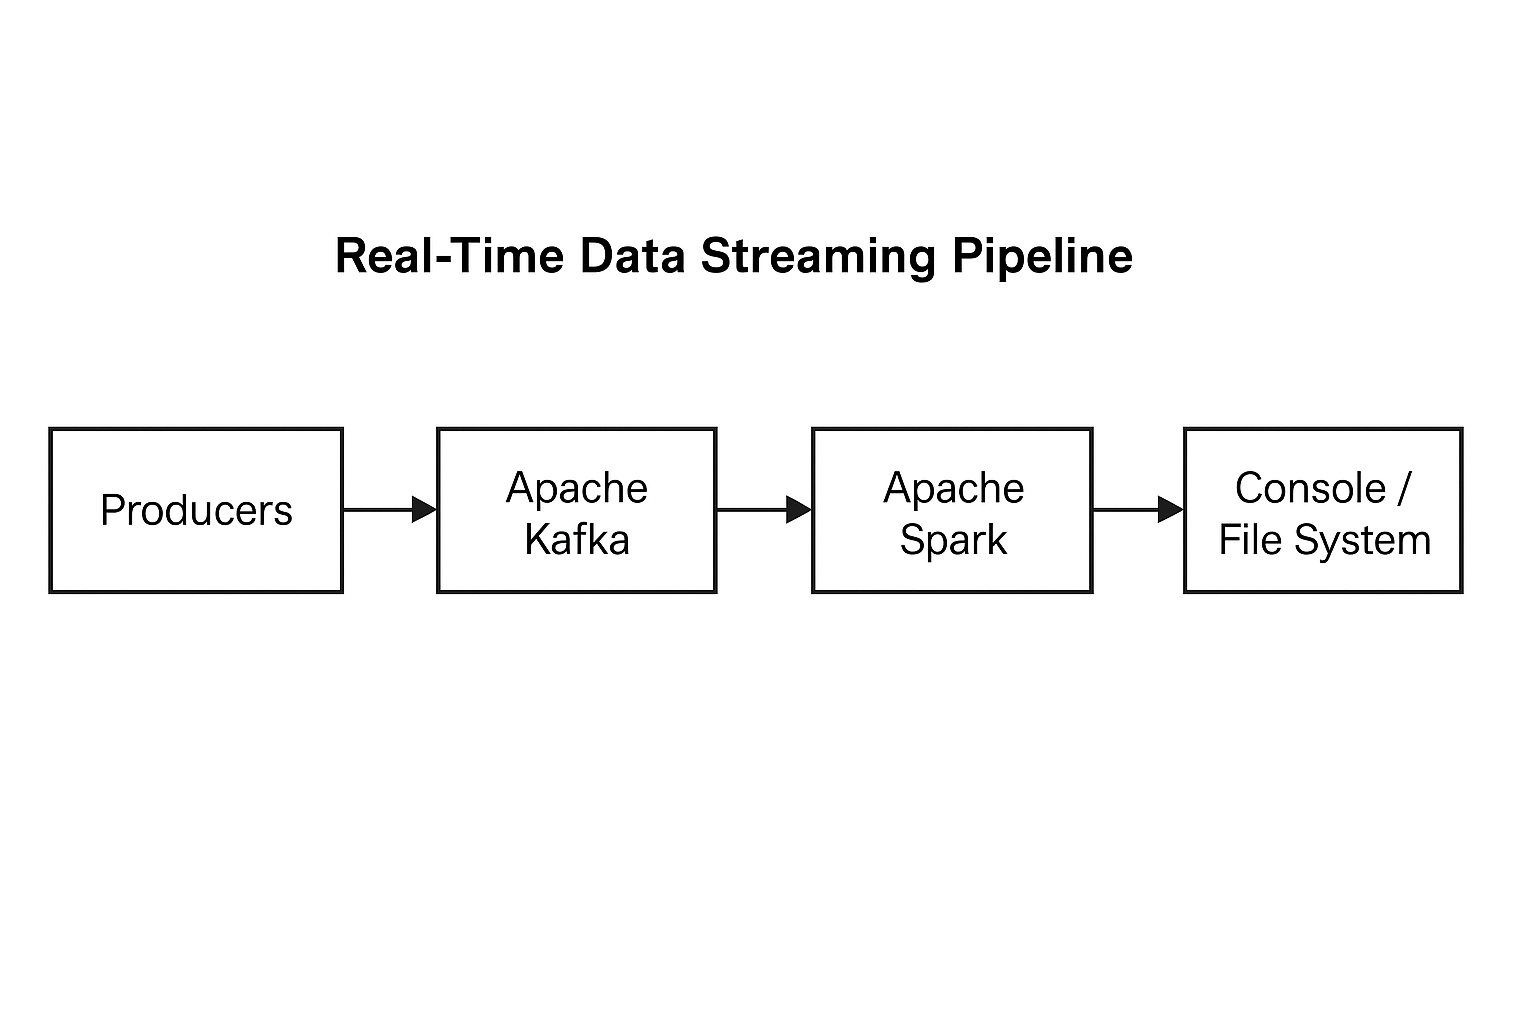 Real-Time Data Streaming Pipeline
Producers
Apache
Kafka
Apache
Spark
Console /
File System